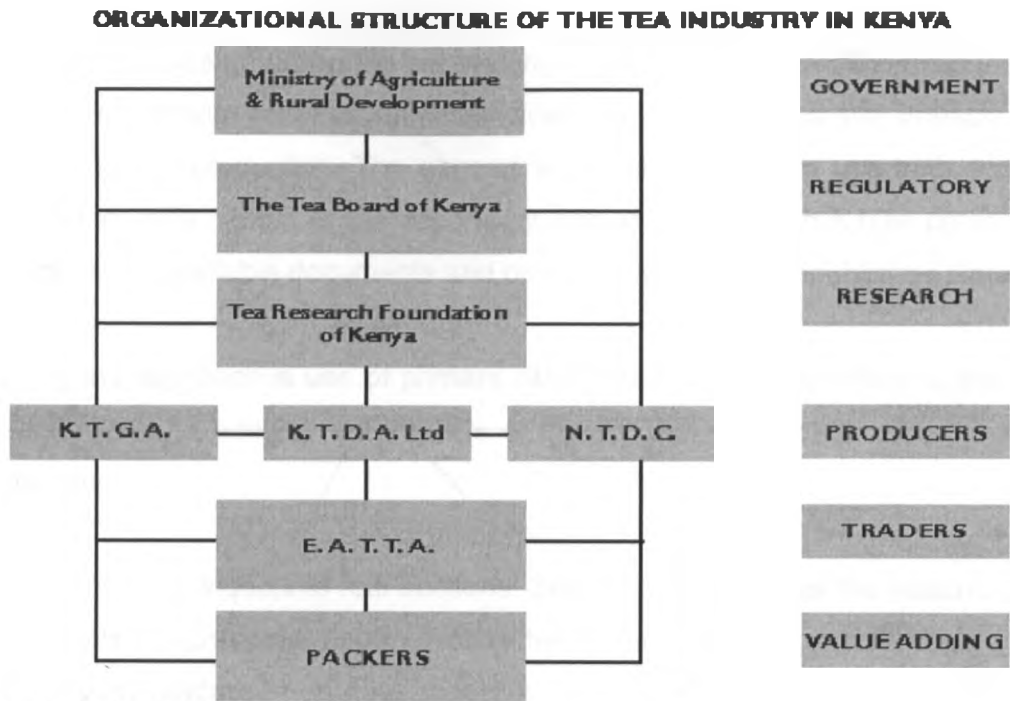 ORGANIZATIONAL STRUCTURE OF THE TEA INDUSTRY IN KENYA
Ministry of Agriculture
& Rural Development
GOVERNMENT
The Tea Board of Kenya
REGULATORY
Tea Research Foundation
of Kenya
RESEARCH
K. T. G. A.
K. T. D. A. Ltd
N. T. D. C.
PRODUCERS
E. A. T. T. A.
TRADERS
PACKERS
VALUE ADDING